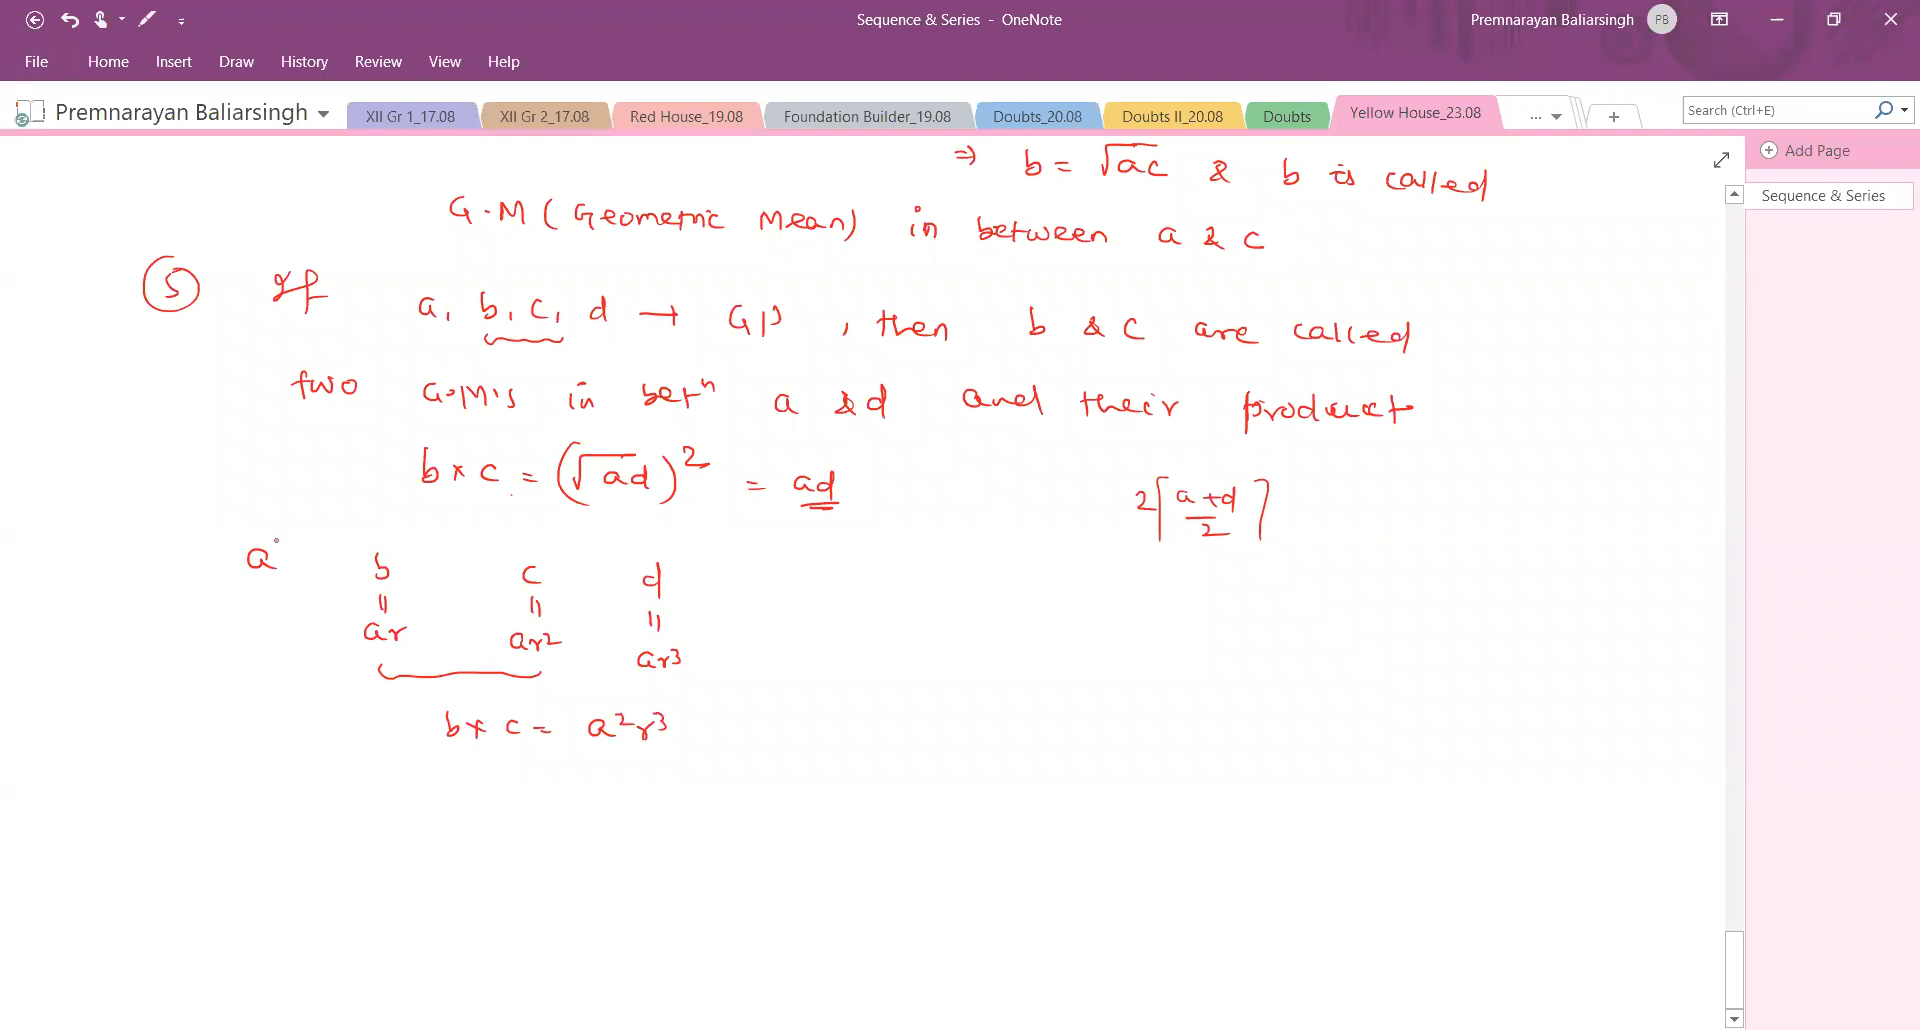 Sequence & Series - OneNote
Premnarayan Baliarsingh PB
File Home Insert Draw History Review View Help
Premnarayan Baliarsingh
XII Gr 1_17.08 XII Gr 2_17.08 Red House_19.08 Foundation Builder_19.08 Doubts_20.08 Doubts II_20.08 Doubts Yellow House_23.08 ... +
Search (Ctrl+E)
Add Page
Sequence & Series
⇒ b = √ac & b is called
G.M (Geometric Mean) in between a & c
⑤ If a, b, c, d → GP, then b & c are called
two G.M's in betⁿ a & d and their product
b × c = (√ad)² = ad
2[a+d/2]
a b c d
= = =
ar ar² ar³
b × c = a²r³